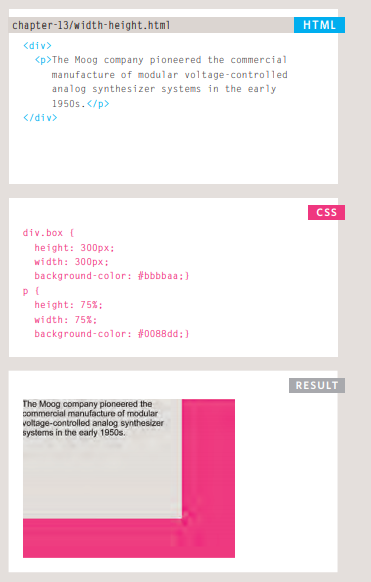 chapter-13/width-height.html
HTML
<div>
<p>The Moog company pioneered the commercial
manufacture of modular voltage-controlled
analog synthesizer systems in the early
1950s.</p>
</div>
CSS
div.box {
height: 300px;
width: 300px;
background-color: #bbbbaa;}
p {
height: 75%;
width: 75%;
background-color: #0088dd;}
RESULT
The Moog company pioneered the
commercial manufacture of modular
voltage-controlled analog synthesizer
systems in the early 1950s.